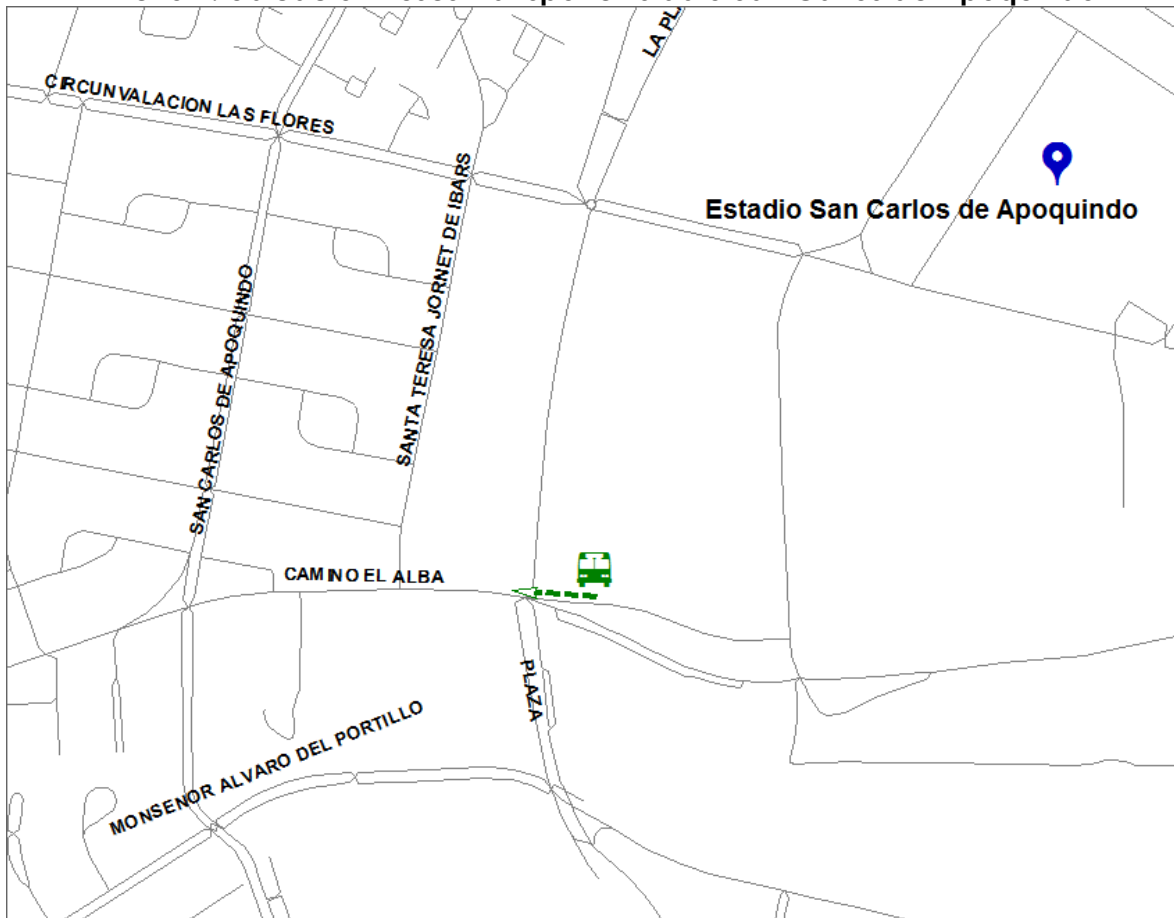 LA PL
CIRCUNVALACION LAS FLORES
Estadio San Carlos de Apoquindo
SANTA TERESA JORNET DE IBARS
SAN CARLOS DE APOQUINDO
CAMINO EL ALBA
PLAZA
MONSENOR ALVARO DEL PORTILLO